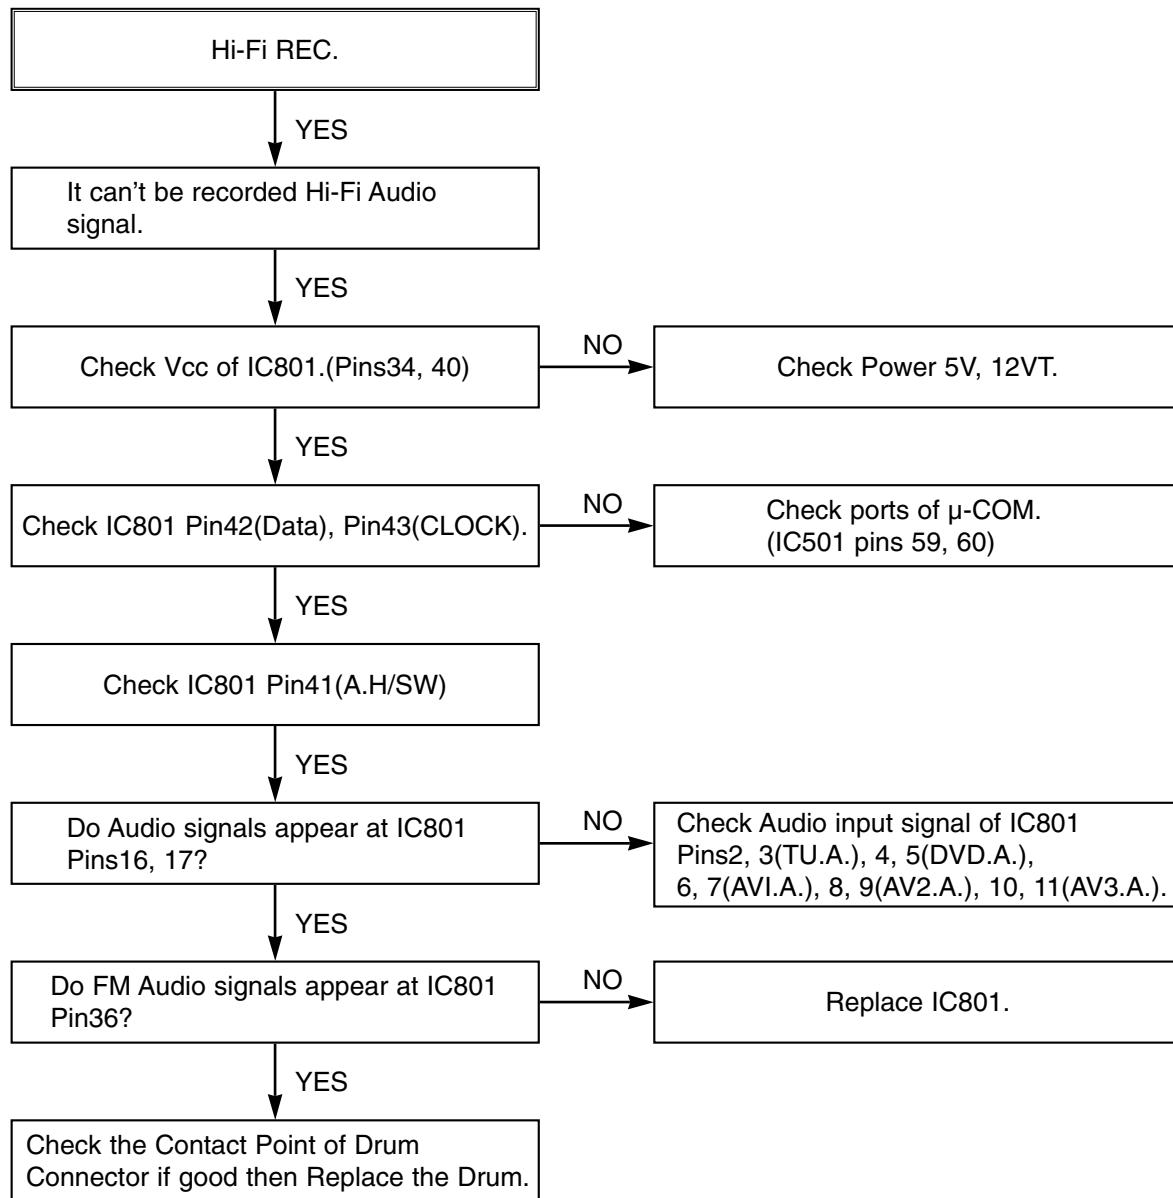 Hi-Fi REC.
YES
It can't be recorded Hi-Fi Audio
signal.
YES
Check Vcc of IC801.(Pins34, 40)
NO
Check Power 5V, 12VT.
YES
Check IC801 Pin42(Data), Pin43(CLOCK).
NO
Check ports of µ-COM.
(IC501 pins 59, 60)
YES
Check IC801 Pin41(A.H/SW)
YES
Do Audio signals appear at IC801
Pins16, 17?
NO
Check Audio input signal of IC801
Pins2, 3(TU.A.), 4, 5(DVD.A.),
6, 7(AVI.A.), 8, 9(AV2.A.), 10, 11(AV3.A.).
YES
Do FM Audio signals appear at IC801
Pin36?
NO
Replace IC801.
YES
Check the Contact Point of Drum
Connector if good then Replace the Drum.